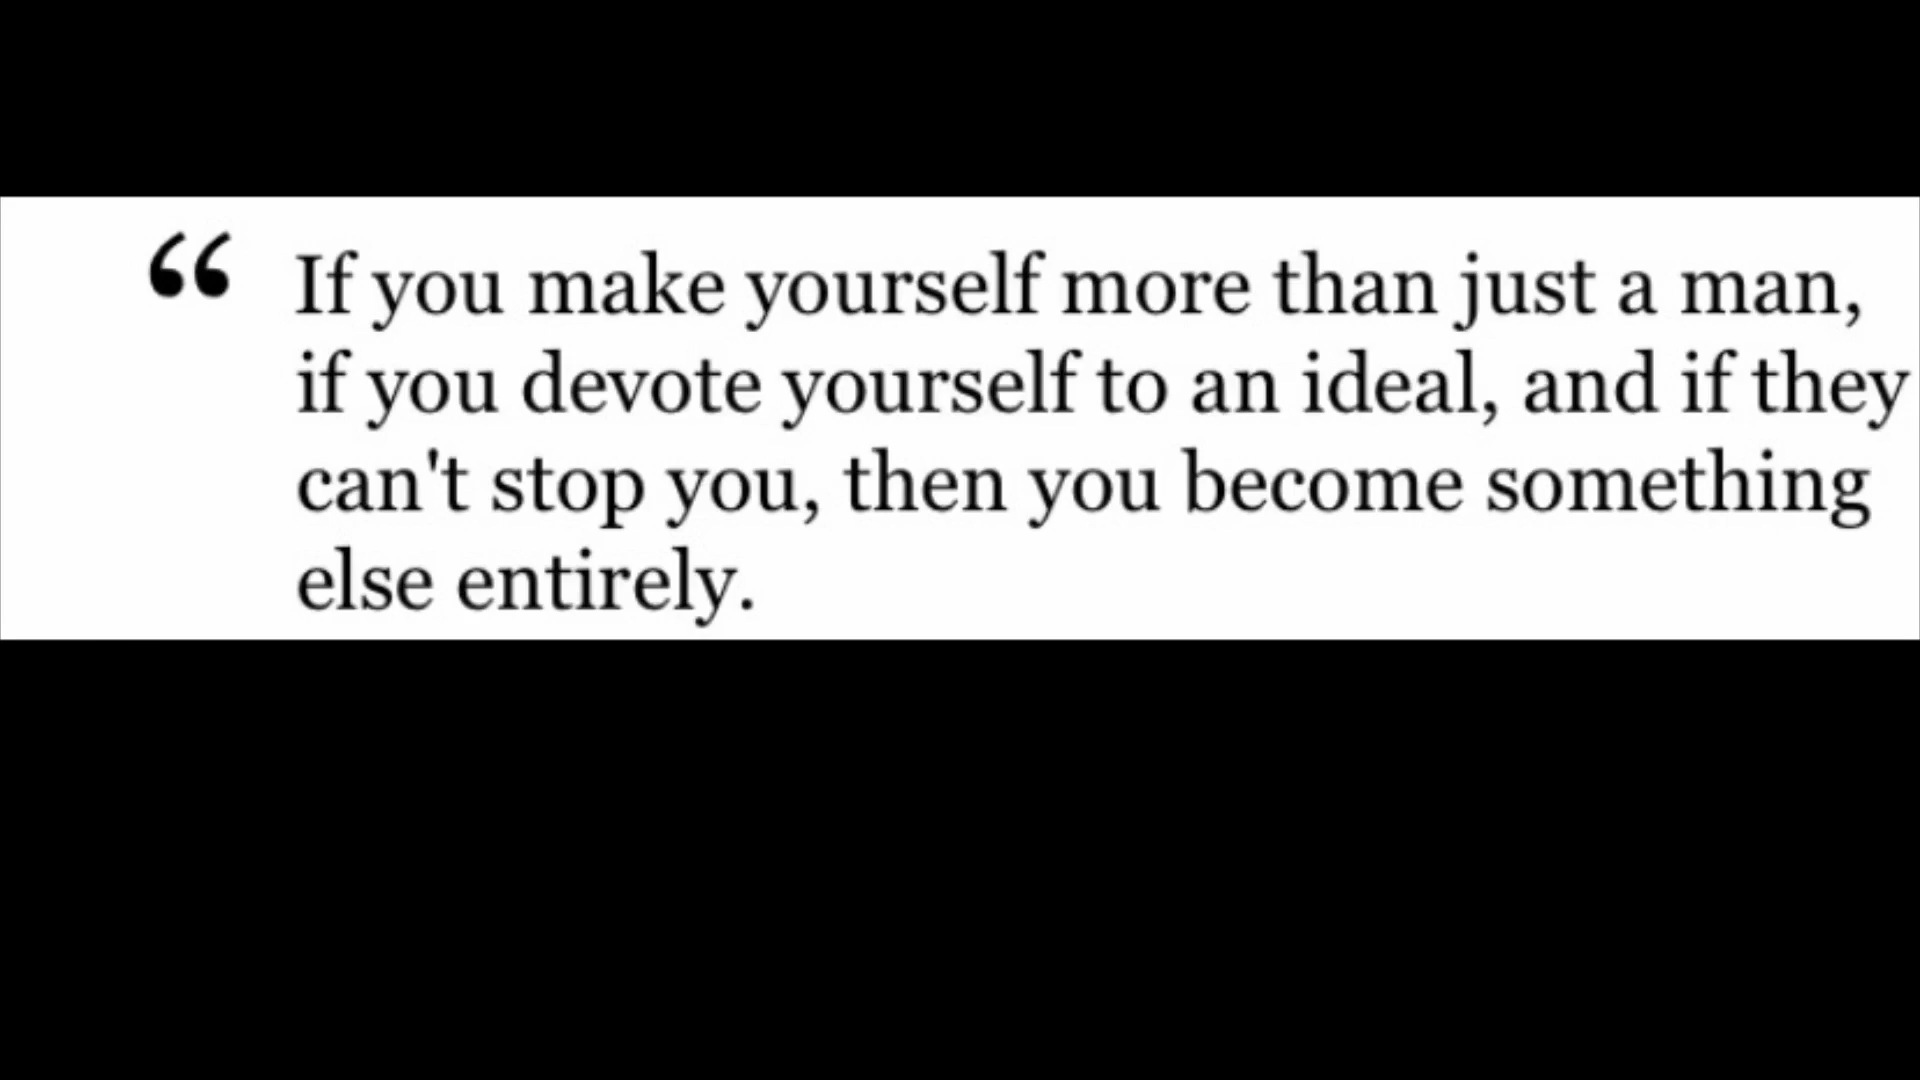 “ If you make yourself more than just a man,
if you devote yourself to an ideal, and if they
can't stop you, then you become something
else entirely.